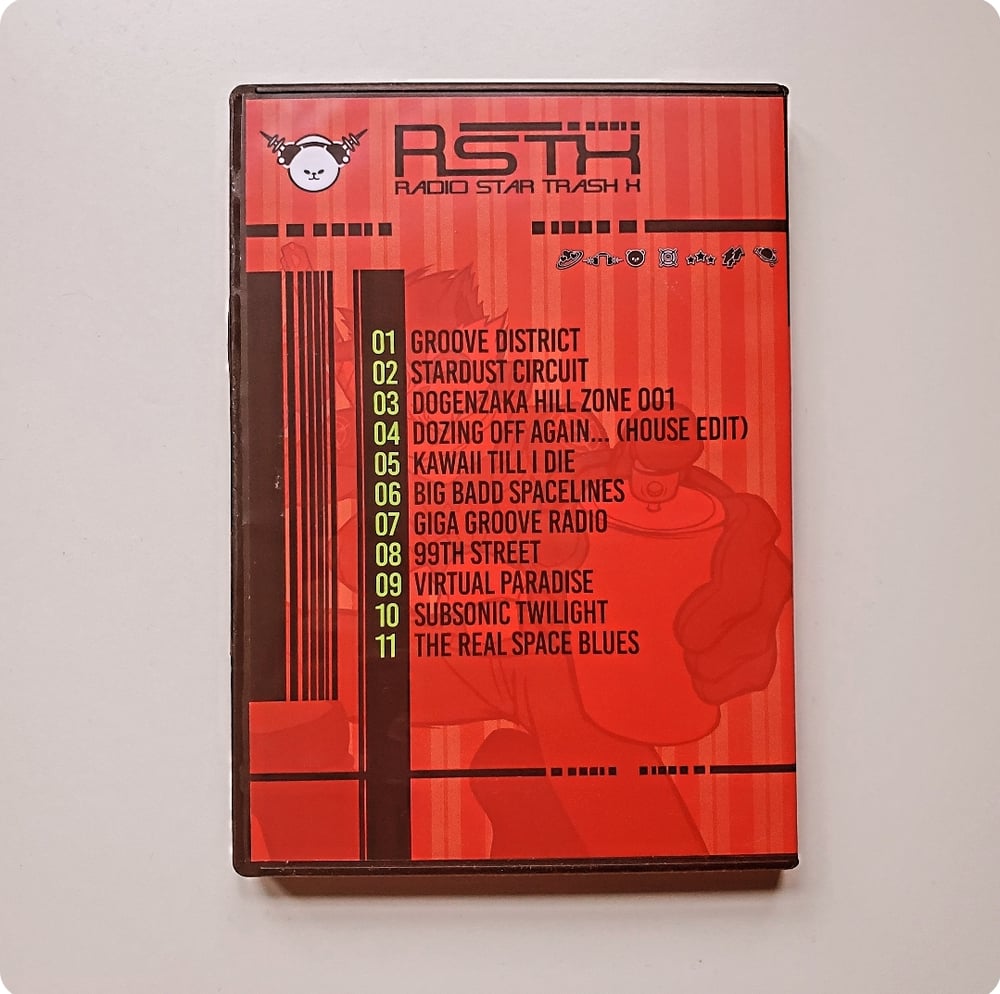 RSTX
RADIO STAR TRASH X
01 GROOVE DISTRICT
02 STARDUST CIRCUIT
03 DOGENZAKA HILL ZONE 001
04 DOZING OFF AGAIN... (HOUSE EDIT)
05 KAWAII TILL I DIE
06 BIG BADD SPACELINES
07 GIGA GROOVE RADIO
08 99TH STREET
09 VIRTUAL PARADISE
10 SUBSONIC TWILIGHT
11 THE REAL SPACE BLUES